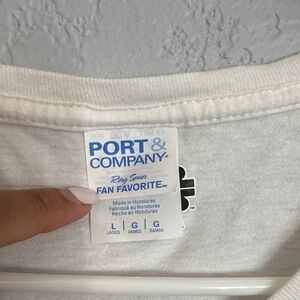 PORT &
COMPANY®
Ring Spun
FAN FAVORITE™
Made in Honduras
Fabriqué au Honduras
Hecho en Honduras
L | G | G
LADIES | DAMES | DAMAS